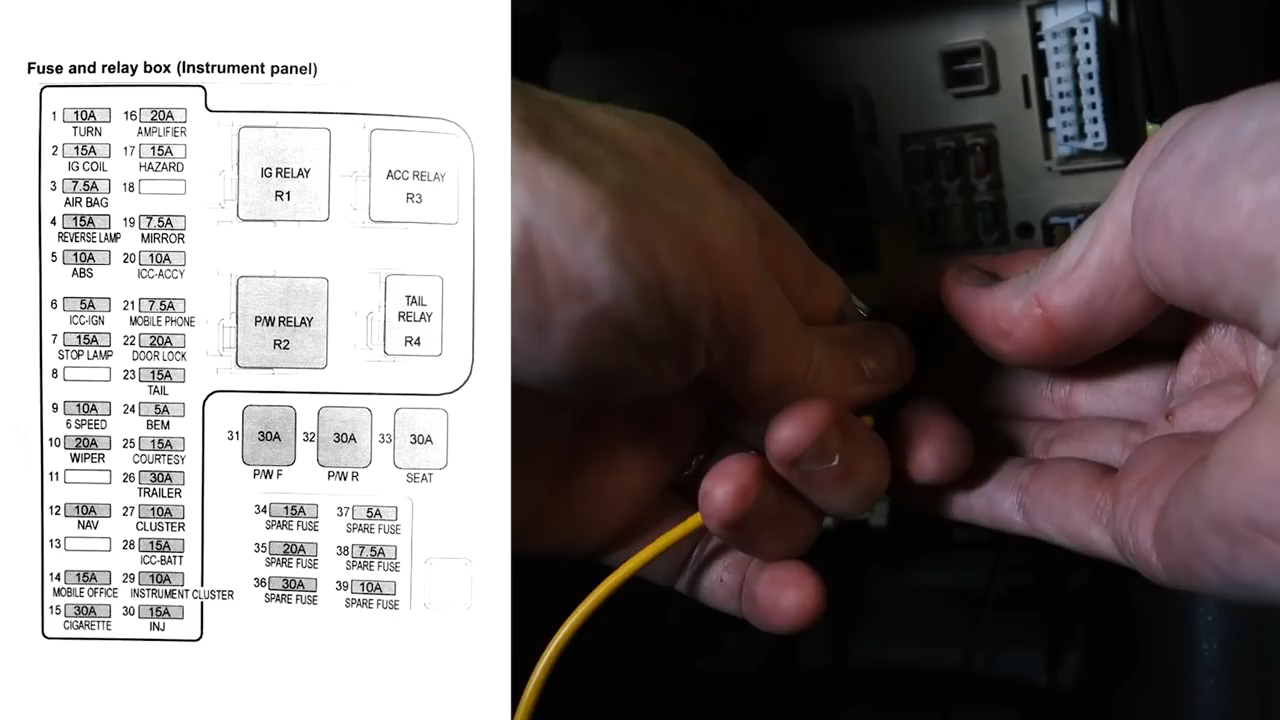 Fuse and relay box (Instrument panel)
1 10A 16 20A
TURN AMPLIFIER
2 15A 17 15A
IG COIL HAZARD
3 7.5A 18
AIR BAG
4 15A 19 7.5A
REVERSE LAMP MIRROR
5 10A 20 10A
ABS ICC-ACCY
6 5A 21 7.5A
ICC-IGN MOBILE PHONE
7 15A 22 20A
STOP LAMP DOOR LOCK
8 23 15A
TAIL
9 10A 24 5A
6 SPEED BEM
10 20A 25 15A
WIPER COURTESY
11 26 30A
TRAILER
12 10A 27 10A
NAV CLUSTER
13 28 15A
ICC-BATT
14 15A 29 10A
MOBILE OFFICE INSTRUMENT CLUSTER
15 30A 30 15A
CIGARETTE INJ
IG RELAY
R1
ACC RELAY
R3
P/W RELAY
R2
TAIL
RELAY
R4
31 30A 32 30A 33 30A
P/W F P/W R SEAT
34 15A 37 5A
SPARE FUSE SPARE FUSE
35 20A 38 7.5A
SPARE FUSE SPARE FUSE
36 30A 39 10A
SPARE FUSE SPARE FUSE